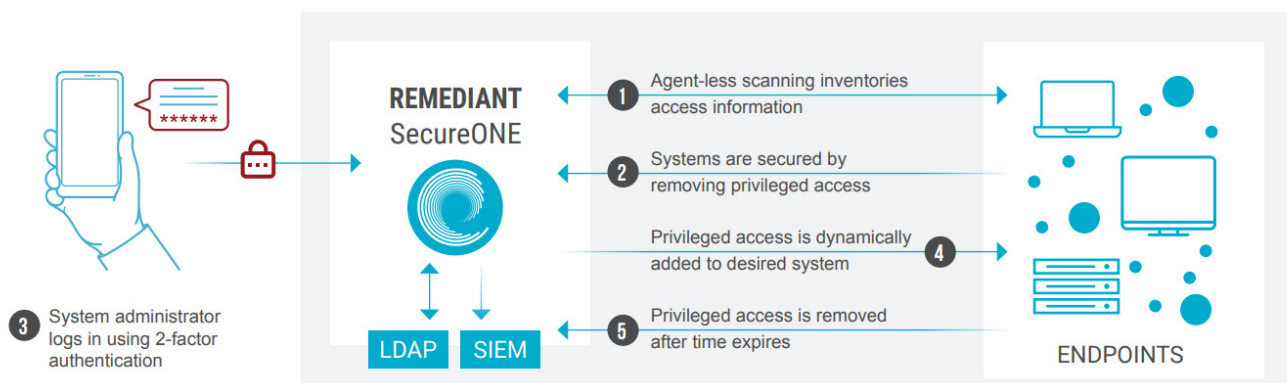 ******
REMEDIANT
SecureONE
LDAP
SIEM
1
Agent-less scanning inventories
access information
2
Systems are secured by
removing privileged access
3
System administrator
logs in using 2-factor
authentication
Privileged access is dynamically
added to desired system
4
5
Privileged access is removed
after time expires
ENDPOINTS